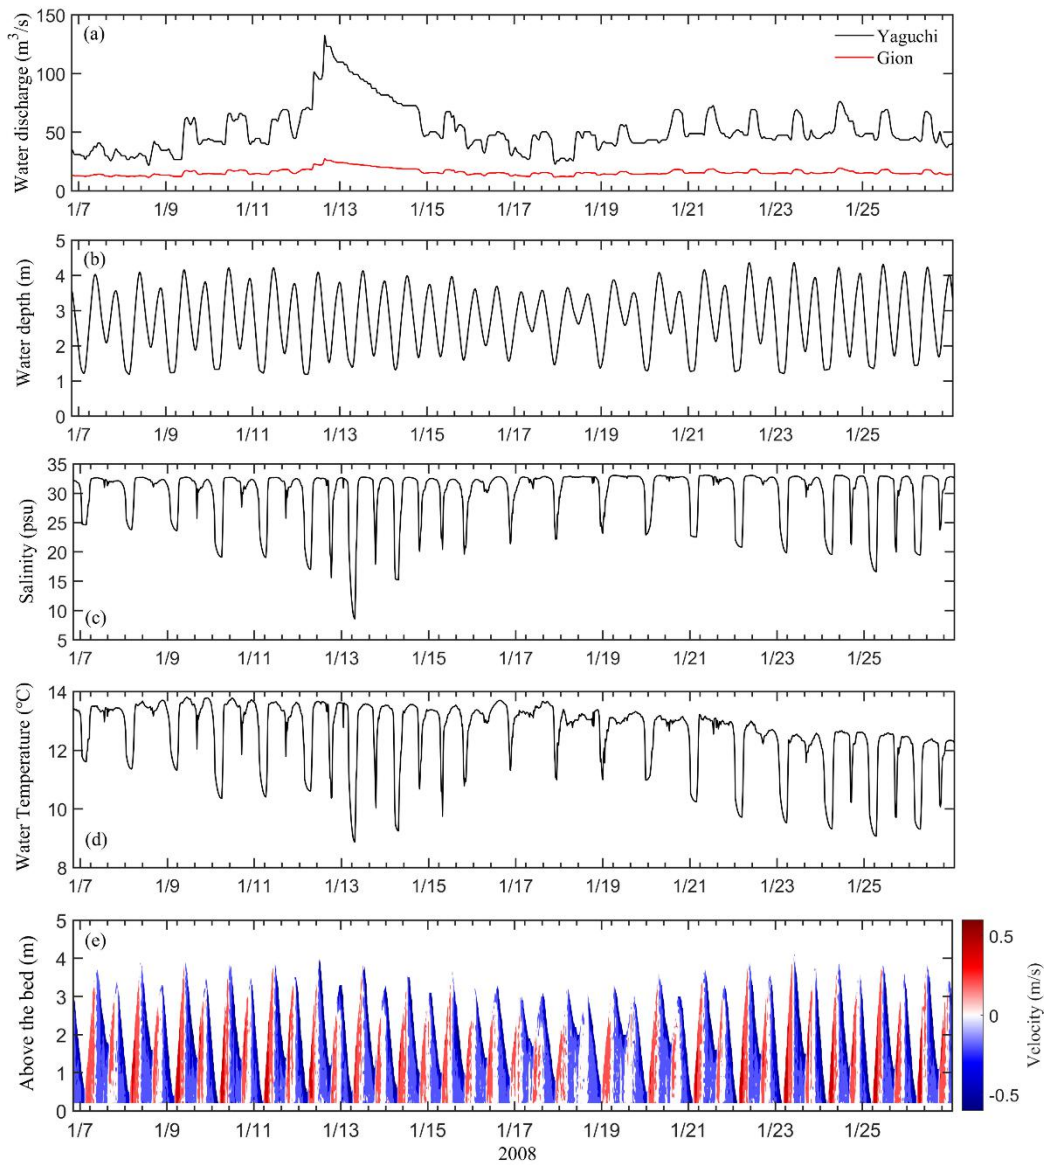 (a)
Yaguchi
Gion
Water discharge (m³/s)
150
100
50
0
1/7 1/9 1/11 1/13 1/15 1/17 1/19 1/21 1/23 1/25
(b)
Water depth (m)
5
4
3
2
1
0
1/7 1/9 1/11 1/13 1/15 1/17 1/19 1/21 1/23 1/25
Salinity (psu)
35
30
25
20
15
10
5
(c)
1/7 1/9 1/11 1/13 1/15 1/17 1/19 1/21 1/23 1/25
Water Temperature (°C)
14
12
10
8
(d)
1/7 1/9 1/11 1/13 1/15 1/17 1/19 1/21 1/23 1/25
(e)
Above the bed (m)
5
4
3
2
1
0
1/7 1/9 1/11 1/13 1/15 1/17 1/19 1/21 1/23 1/25
2008
0.5
0
-0.5
Velocity (m/s)